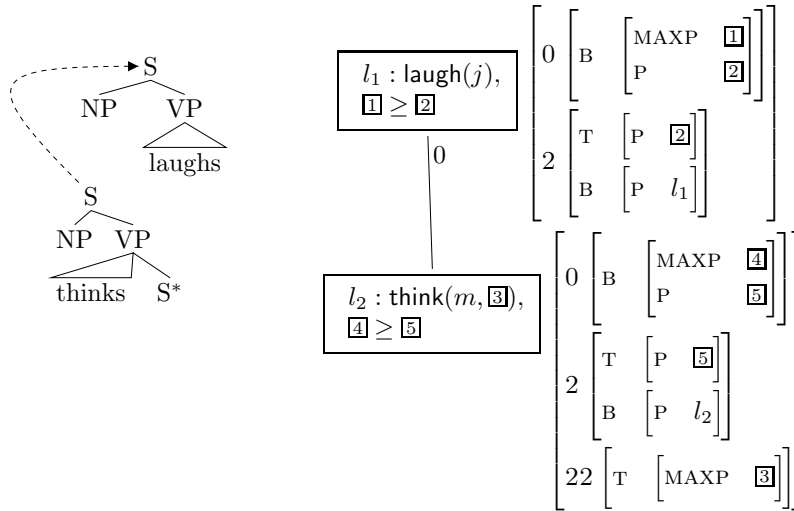 S
NP VP
laughs
S
NP VP
thinks S*
l₁ : laugh(j),
1 ≥ 2
0
l₂ : think(m, 3),
4 ≥ 5
0 B MAXP 1
P 2
2 T P 2
B P l₁
0 B MAXP 4
P 5
2 T P 5
B P l₂
22 T MAXP 3